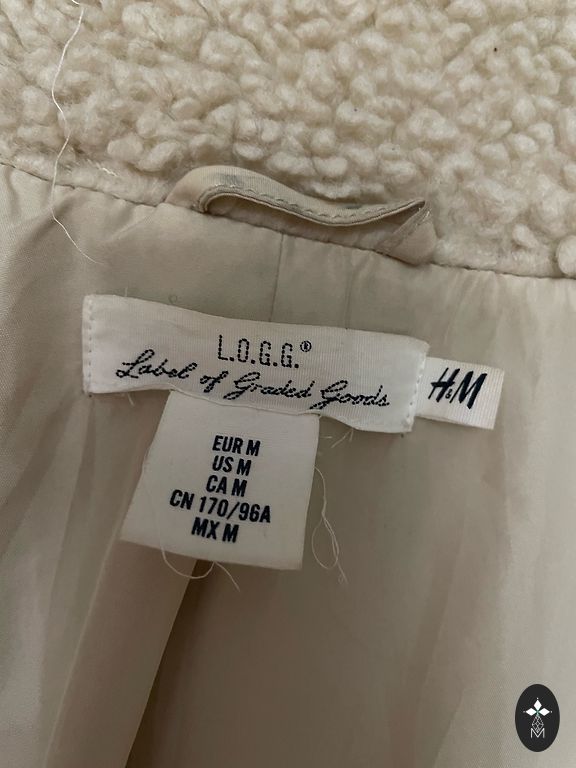 L.O.G.G.®
Label of Graded Goods
H&M
EUR M
US M
CA M
CN 170/96A
MX M
M